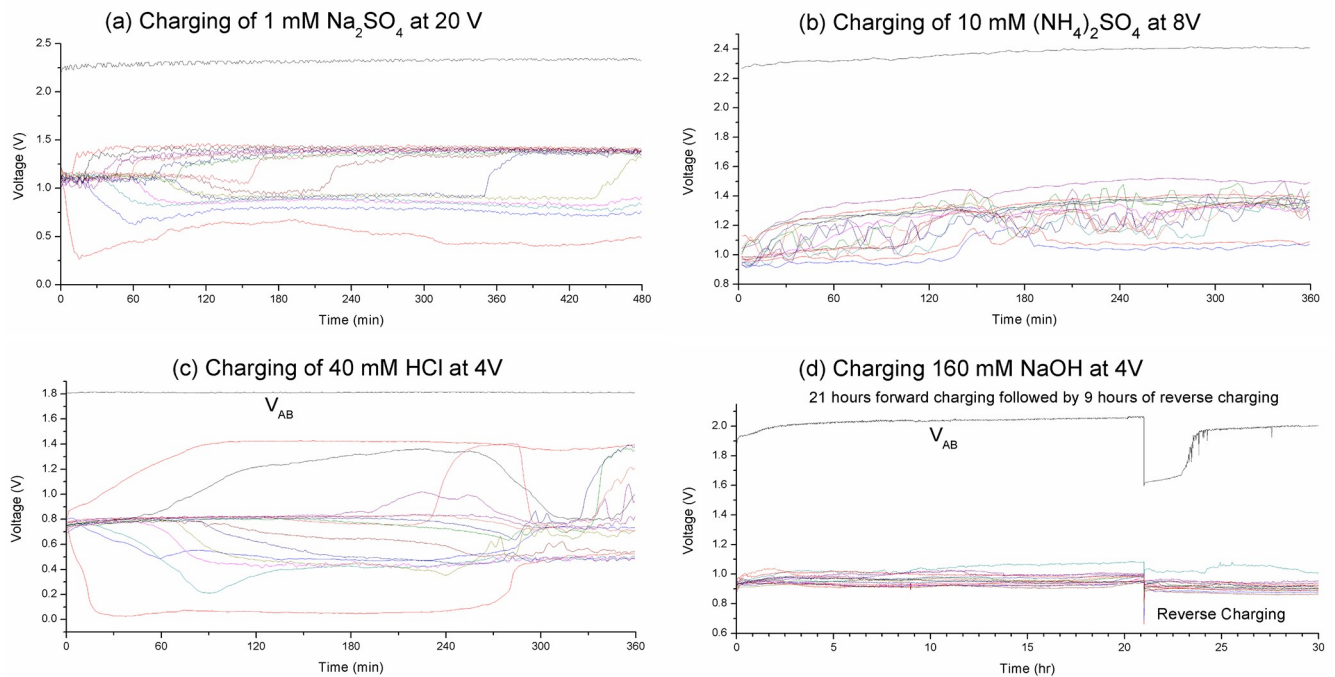 (a) Charging of 1 mM Na₂SO₄ at 20 V
2.5
2.0
1.5
1.0
0.5
0.0
Voltage (V)
0 60 120 180 240 300 360 420 480
Time (min)
(b) Charging of 10 mM (NH₄)₂SO₄ at 8V
2.4
2.2
2.0
1.8
1.6
1.4
1.2
1.0
0.8
Voltage (V)
0 60 120 180 240 300 360
Time (min)
(c) Charging of 40 mM HCl at 4V
1.8
1.6
1.4
1.2
1.0
0.8
0.6
0.4
0.2
0.0
Voltage (V)
V_AB
0 60 120 180 240 300 360
Time (min)
(d) Charging 160 mM NaOH at 4V
21 hours forward charging followed by 9 hours of reverse charging
2.0
1.8
1.6
1.4
1.2
1.0
0.8
0.6
Voltage (V)
V_AB
Reverse Charging
0 5 10 15 20 25 30
Time (hr)